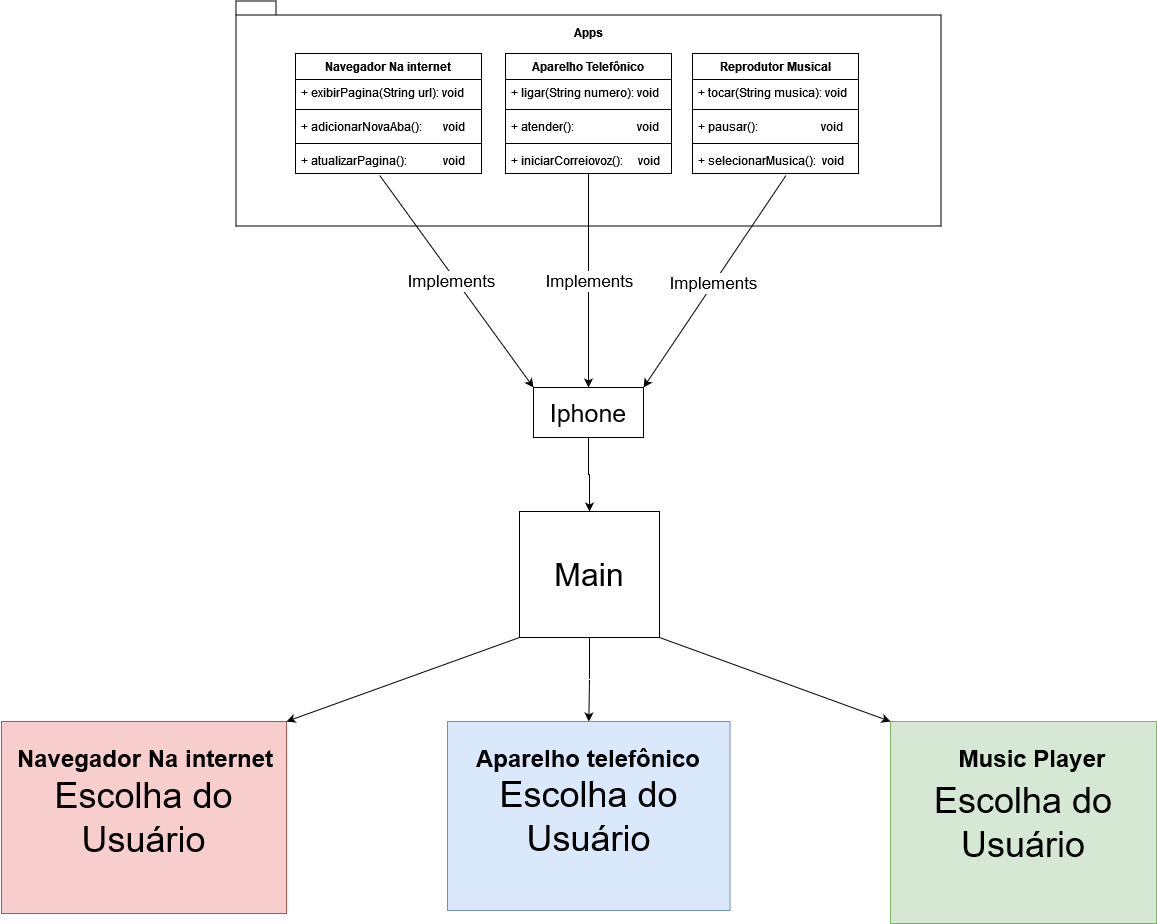 Apps
Navegador Na internet
+ exibirPagina(String url): void
+ adicionarNovaAba(): void
+ atualizarPagina(): void
Aparelho Telefônico
+ ligar(String numero): void
+ atender(): void
+ iniciarCorreiovoz(): void
Reprodutor Musical
+ tocar(String musica): void
+ pausar(): void
+ selecionarMusica(): void
Implements
Implements
Implements
Iphone
Main
Navegador Na internet
Escolha do
Usuário
Aparelho telefônico
Escolha do
Usuário
Music Player
Escolha do
Usuário